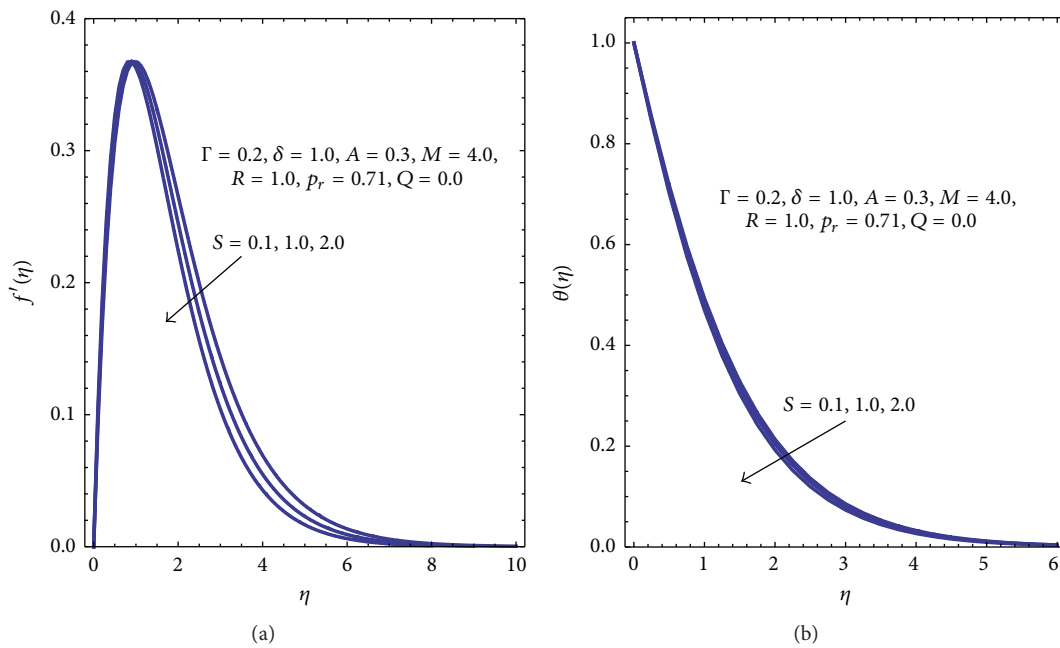 0.4
0.3
0.2
0.1
0.0
f′(η)
Γ = 0.2, δ = 1.0, A = 0.3, M = 4.0,
R = 1.0, pᵣ = 0.71, Q = 0.0
S = 0.1, 1.0, 2.0
0 2 4 6 8 10
η
(a)
1.0
0.8
0.6
0.4
0.2
0.0
θ(η)
Γ = 0.2, δ = 1.0, A = 0.3, M = 4.0,
R = 1.0, pᵣ = 0.71, Q = 0.0
S = 0.1, 1.0, 2.0
0 1 2 3 4 5 6
η
(b)